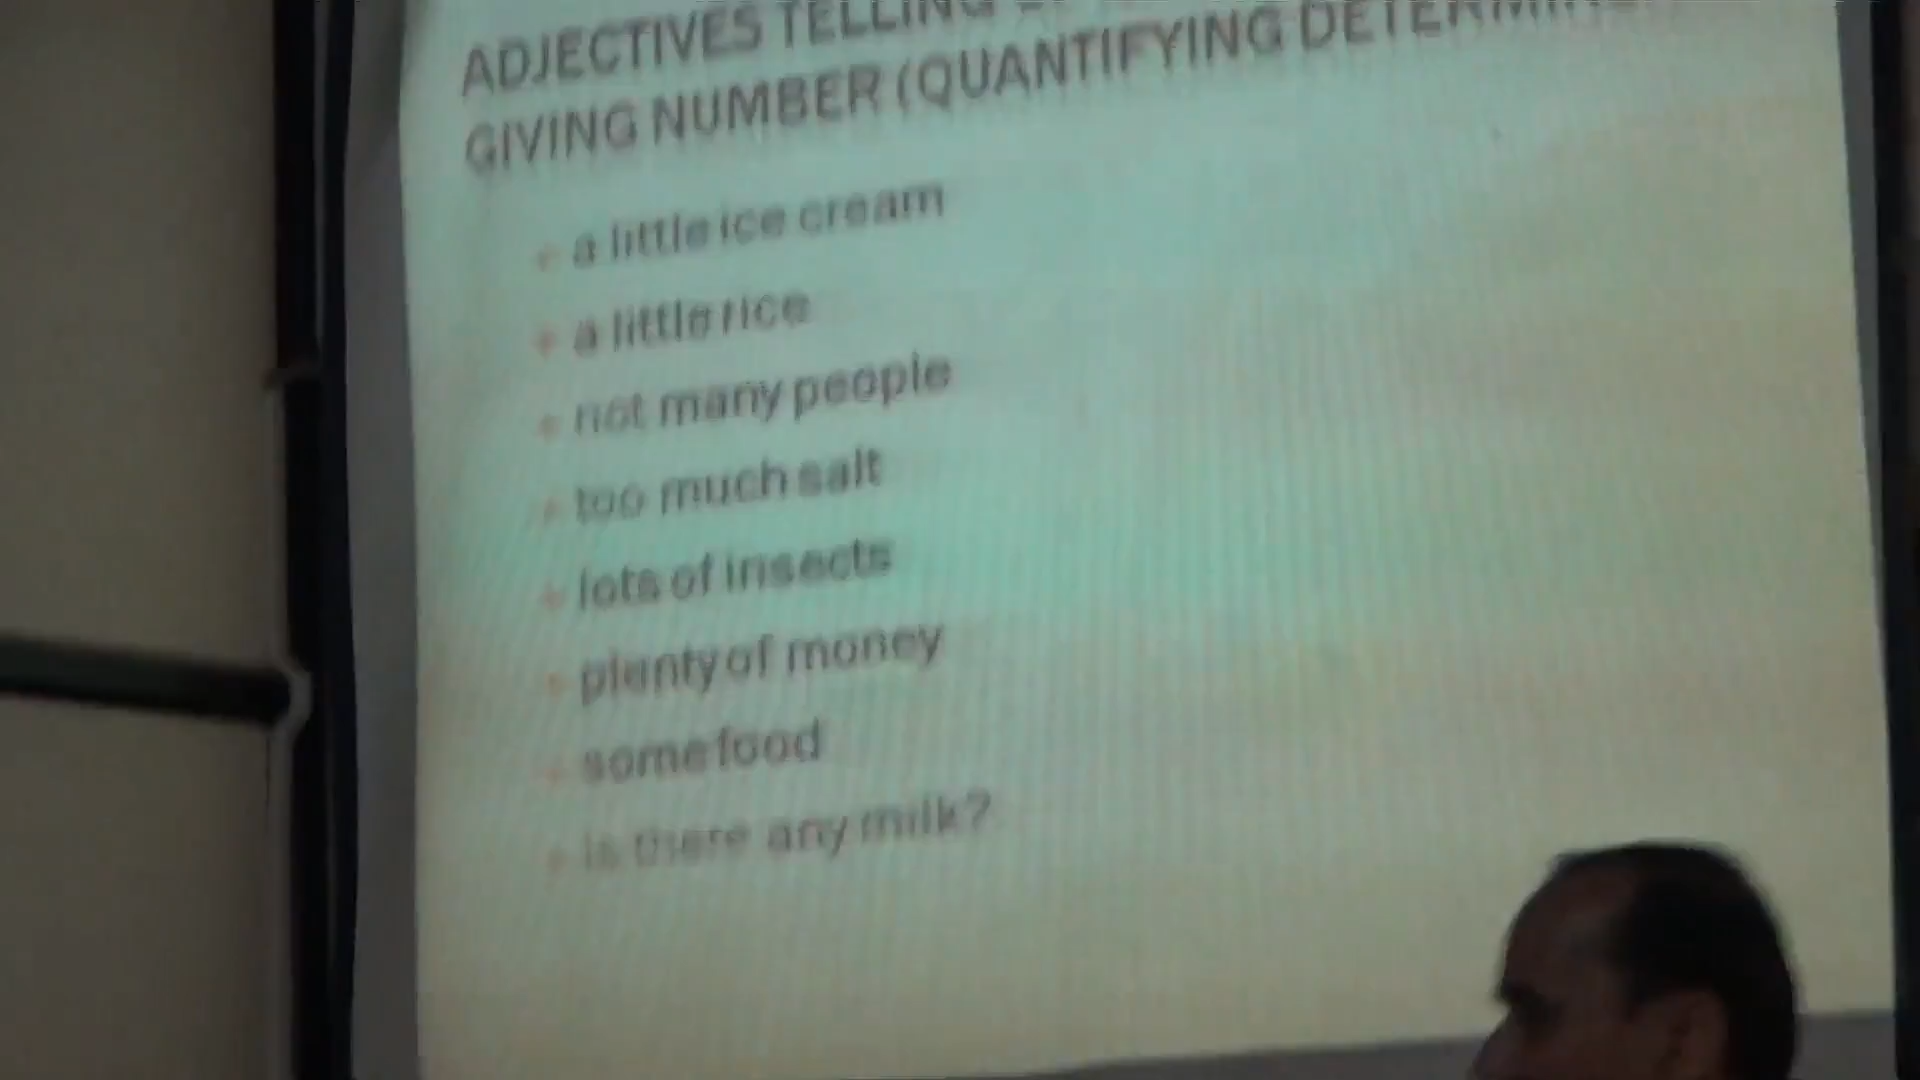 ADJECTIVES TELLING
GIVING NUMBER (QUANTIFYING
a little ice cream
a little rice
not many people
too much salt
lots of insects
plenty of money
some food
is there any milk?